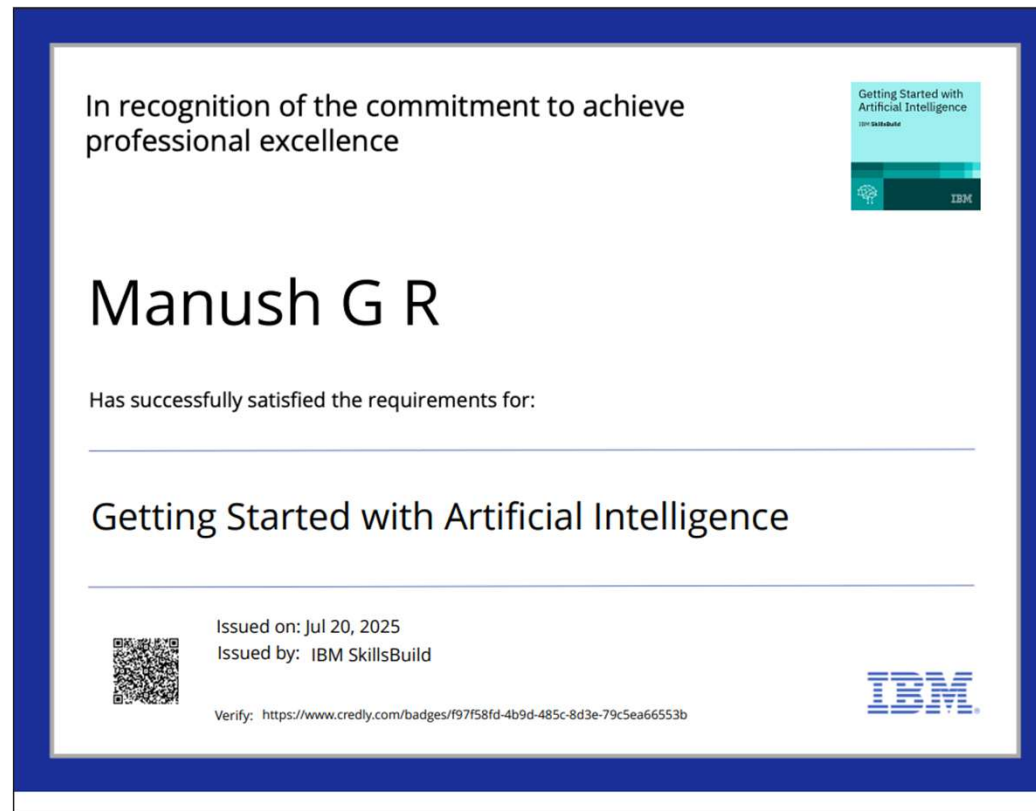 In recognition of the commitment to achieve
professional excellence
Getting Started with
Artificial Intelligence
IBM SkillsBuild
IBM
Manush G R
Has successfully satisfied the requirements for:
Getting Started with Artificial Intelligence
Issued on: Jul 20, 2025
Issued by: IBM SkillsBuild
Verify: https://www.credly.com/badges/f97f58fd-4b9d-485c-8d3e-79c5ea66553b
IBM.